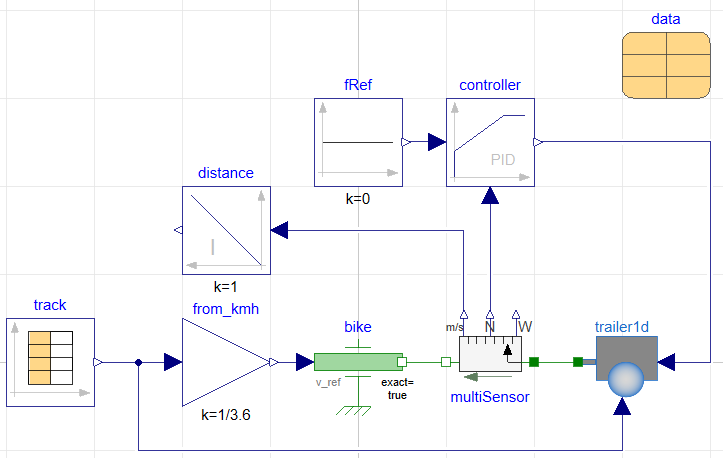 data
fRef
controller
PID
k=0
distance
I
k=1
track
from_kmh
k=1/3.6
bike
v_ref
exact=
true
m/s
N
W
multiSensor
trailer1d